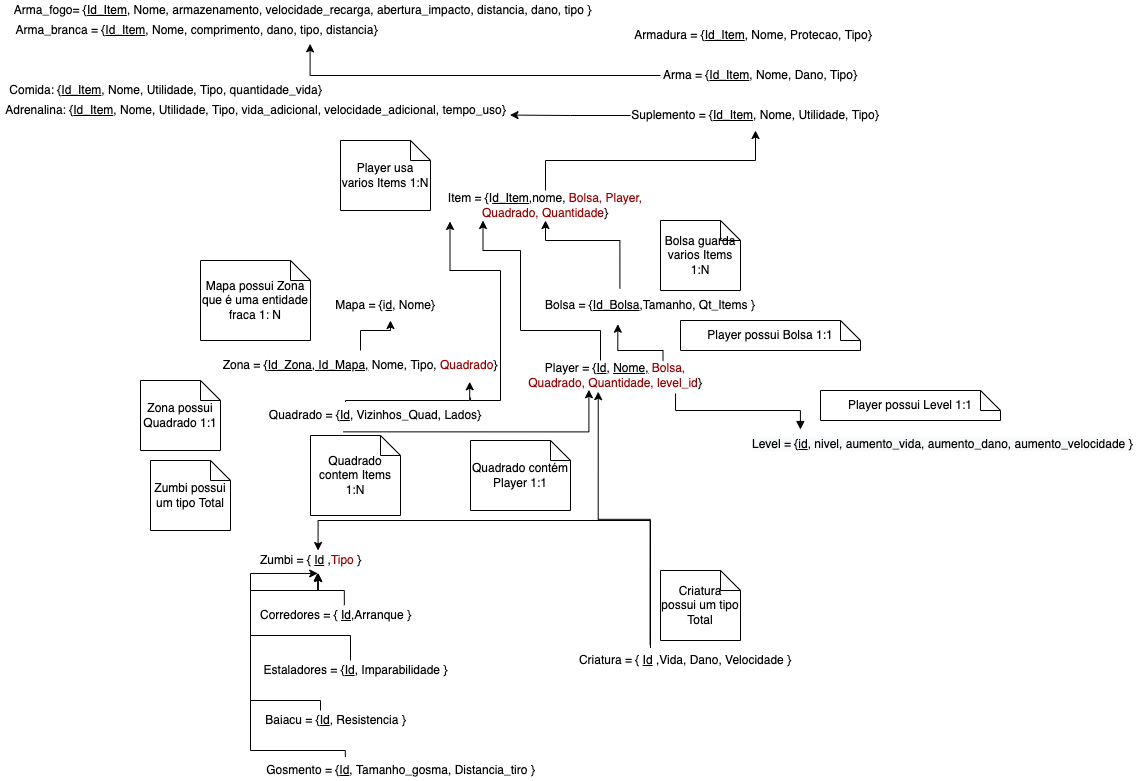 Arma_fogo= {Id_Item, Nome, armazenamento, velocidade_recarga, abertura_impacto, distancia, dano, tipo }
Arma_branca = {Id_Item, Nome, comprimento, dano, tipo, distancia}
Armadura = {Id_Item, Nome, Protecao, Tipo}
Arma = {Id_Item, Nome, Dano, Tipo}
Comida: {Id_Item, Nome, Utilidade, Tipo, quantidade_vida}
Adrenalina: {Id_Item, Nome, Utilidade, Tipo, vida_adicional, velocidade_adicional, tempo_uso}
Suplemento = {Id_Item, Nome, Utilidade, Tipo}
Player usa
varios Items 1:N
Item = {Id_Item,nome, Bolsa, Player,
Quadrado, Quantidade}
Bolsa guarda
varios Items
1:N
Mapa possui Zona
que é uma entidade
fraca 1: N
Mapa = {id, Nome}
Bolsa = {Id_Bolsa,Tamanho, Qt_Items }
Player possui Bolsa 1:1
Zona = {Id_Zona, Id_Mapa, Nome, Tipo, Quadrado}
Player = {Id, Nome, Bolsa,
Quadrado, Quantidade, level_id}
Zona possui
Quadrado 1:1
Quadrado = {Id, Vizinhos_Quad, Lados}
Player possui Level 1:1
Level = {id, nivel, aumento_vida, aumento_dano, aumento_velocidade }
Quadrado
contem Items
1:N
Quadrado contém
Player 1:1
Zumbi possui
um tipo Total
Zumbi = { Id ,Tipo }
Criatura
possui um tipo
Total
Corredores = { Id,Arranque }
Criatura = { Id ,Vida, Dano, Velocidade }
Estaladores = {Id, Imparabilidade }
Baiacu = {Id, Resistencia }
Gosmento = {Id, Tamanho_gosma, Distancia_tiro }